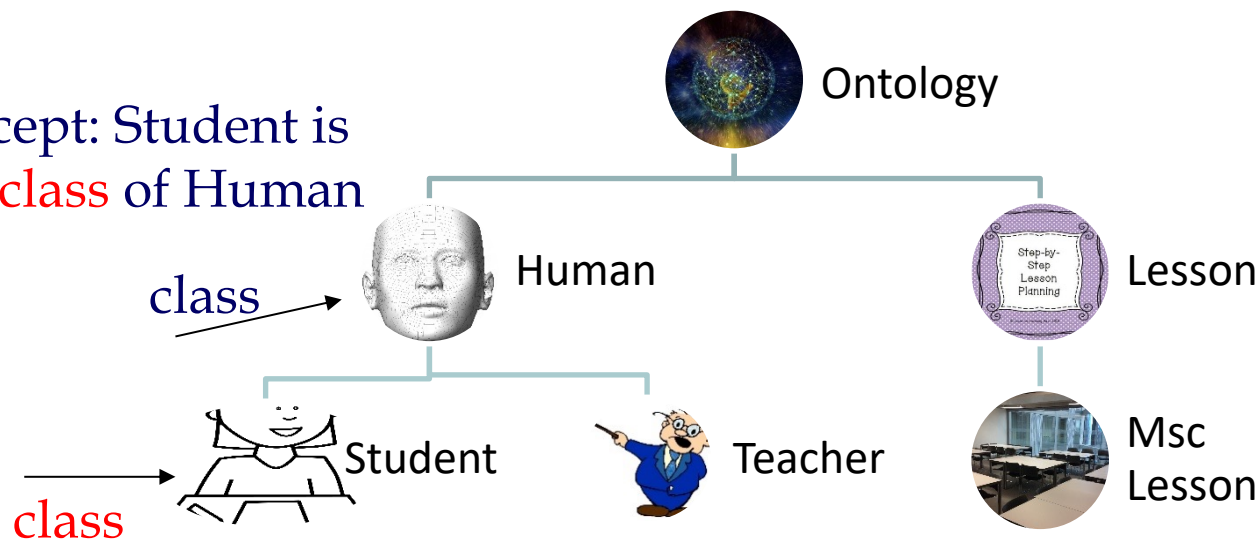 Ontology
cept: Student is
class of Human
Human
Step-by-
Step
Lesson
Planning
Lesson
class
Student
Teacher
Msc
Lesson
class